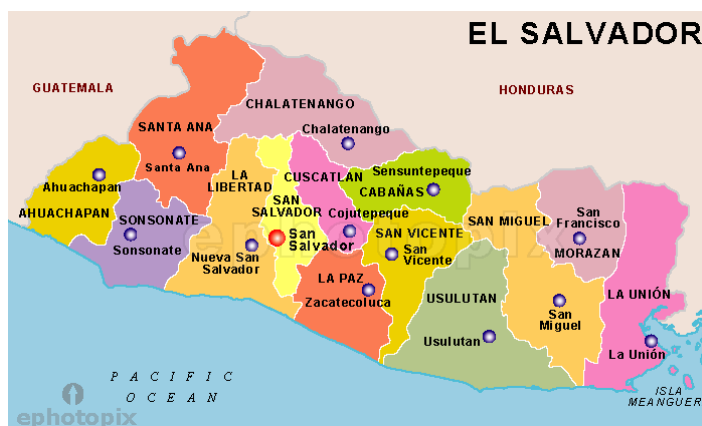 EL SALVADOR
GUATEMALA
HONDURAS
CHALATENANGO
Chalatenango
SANTA ANA
Santa Ana
LA
LIBERTAD
CUSCATLAN
Sensuntepeque
CABAÑAS
Ahuachapan
AHUACHAPAN
SONSONATE
Sonsonate
SAN
SALVADOR
Cojutepeque
San
Salvador
Nueva San
Salvador
SAN VICENTE
San
Vicente
SAN MIGUEL
San
Francisco
MORAZAN
LA PAZ
Zacatecoluca
USULUTAN
Usulutan
San
Miguel
LA UNIÓN
La Unión
PACIFIC
OCEAN
ISLA
MEANGUER
ephotopix
ephotopix